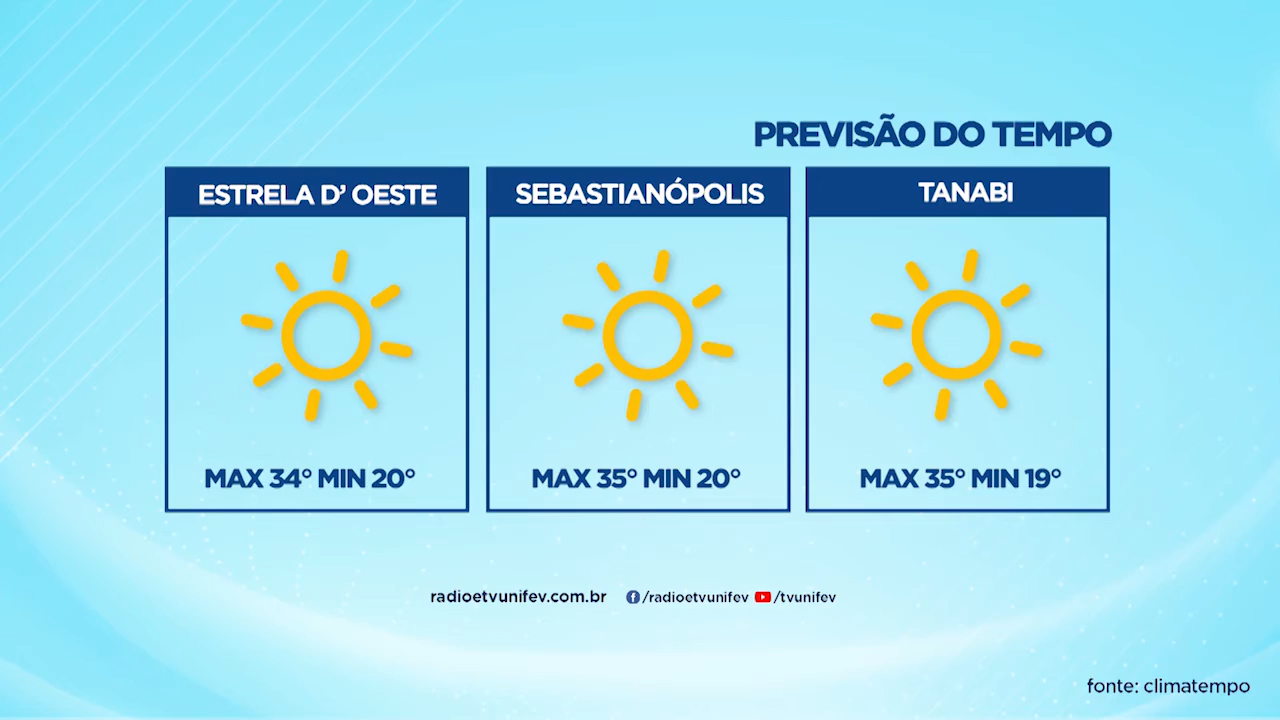 PREVISÃO DO TEMPO
ESTRELA D’ OESTE
MAX 34° MIN 20°
SEBASTIANÓPOLIS
MAX 35° MIN 20°
TANABI
MAX 35° MIN 19°
radioetvunifev.com.br /radioetvunifev /tvunifev
fonte: climatempo